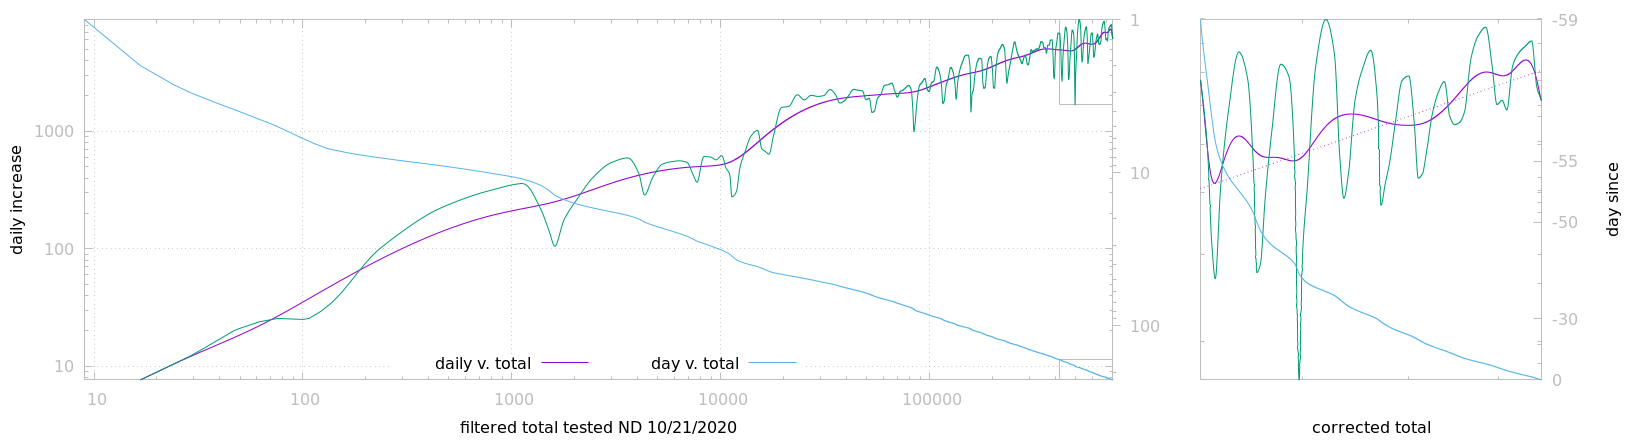 daily increase
1000
100
10
10
100
1000
10000
100000
daily v. total
day v. total
1
10
100
filtered total tested ND 10/21/2020
-59
-55
-50
-30
0
day since
corrected total